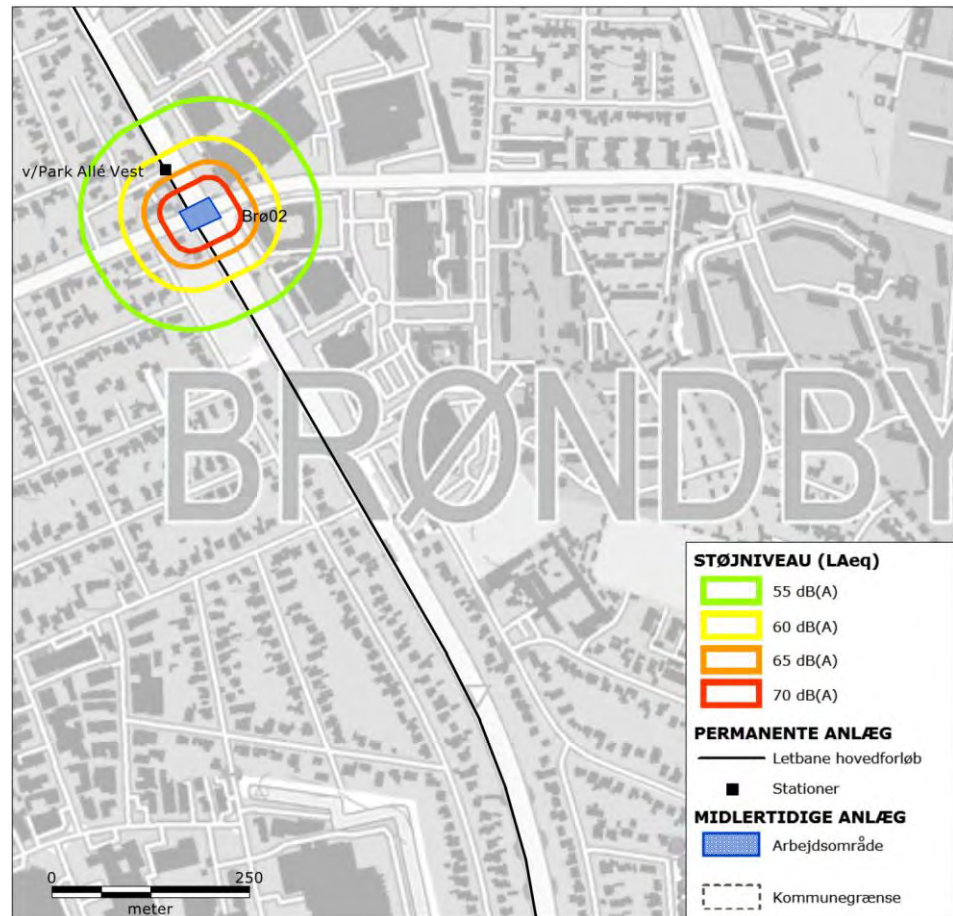 v/Park Allé Vest
Brø02
BRØNDBY
STØJNIVEAU (LAeq)
55 dB(A)
60 dB(A)
65 dB(A)
70 dB(A)
PERMANENTE ANLÆG
Letbane hovedforløb
Stationer
MIDLERTIDIGE ANLÆG
Arbejdsområde
Kommunegrænse
0 250
meter